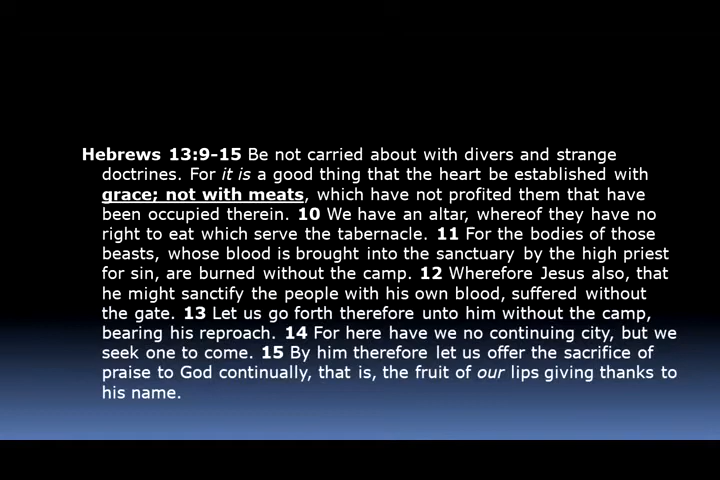 Hebrews 13:9-15 Be not carried about with divers and strange
doctrines. For it is a good thing that the heart be established with
grace; not with meats, which have not profited them that have
been occupied therein. 10 We have an altar, whereof they have no
right to eat which serve the tabernacle. 11 For the bodies of those
beasts, whose blood is brought into the sanctuary by the high priest
for sin, are burned without the camp. 12 Wherefore Jesus also, that
he might sanctify the people with his own blood, suffered without
the gate. 13 Let us go forth therefore unto him without the camp,
bearing his reproach. 14 For here have we no continuing city, but we
seek one to come. 15 By him therefore let us offer the sacrifice of
praise to God continually, that is, the fruit of our lips giving thanks to
his name.